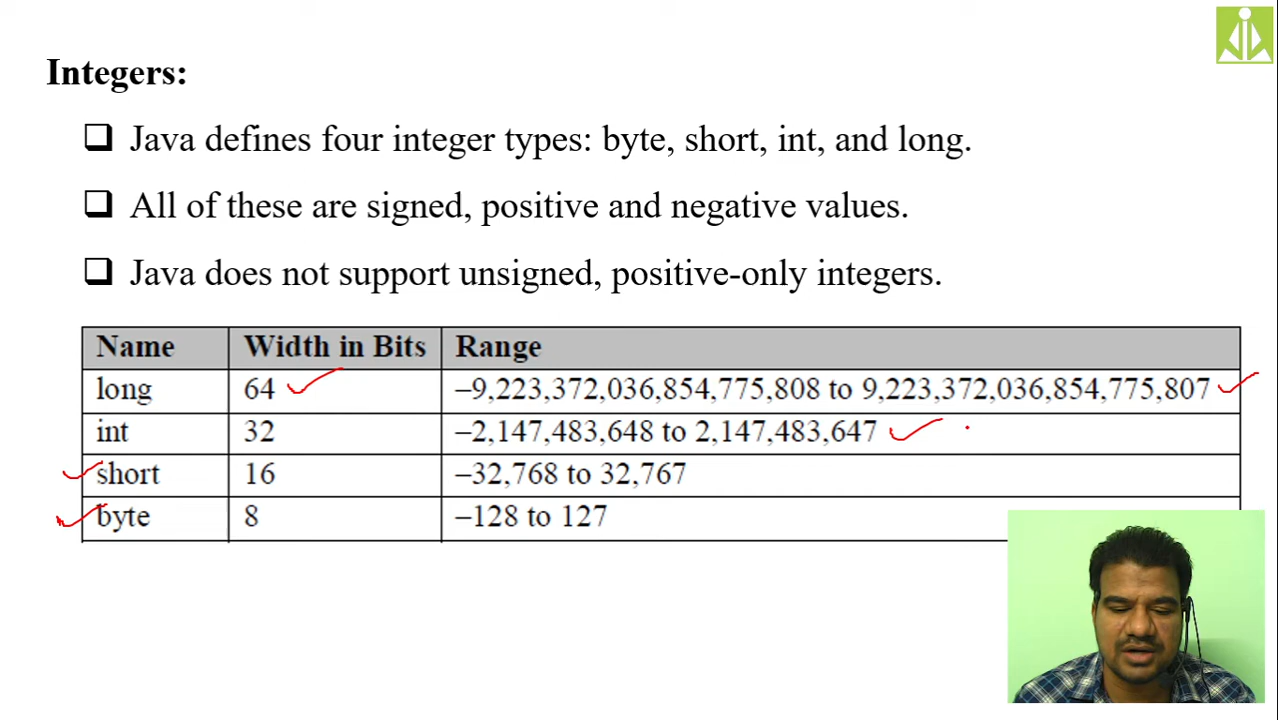 Integers:
❑ Java defines four integer types: byte, short, int, and long.
❑ All of these are signed, positive and negative values.
❑ Java does not support unsigned, positive-only integers.
Name Width in Bits Range
long 64 –9,223,372,036,854,775,808 to 9,223,372,036,854,775,807
int 32 –2,147,483,648 to 2,147,483,647
short 16 –32,768 to 32,767
byte 8 –128 to 127